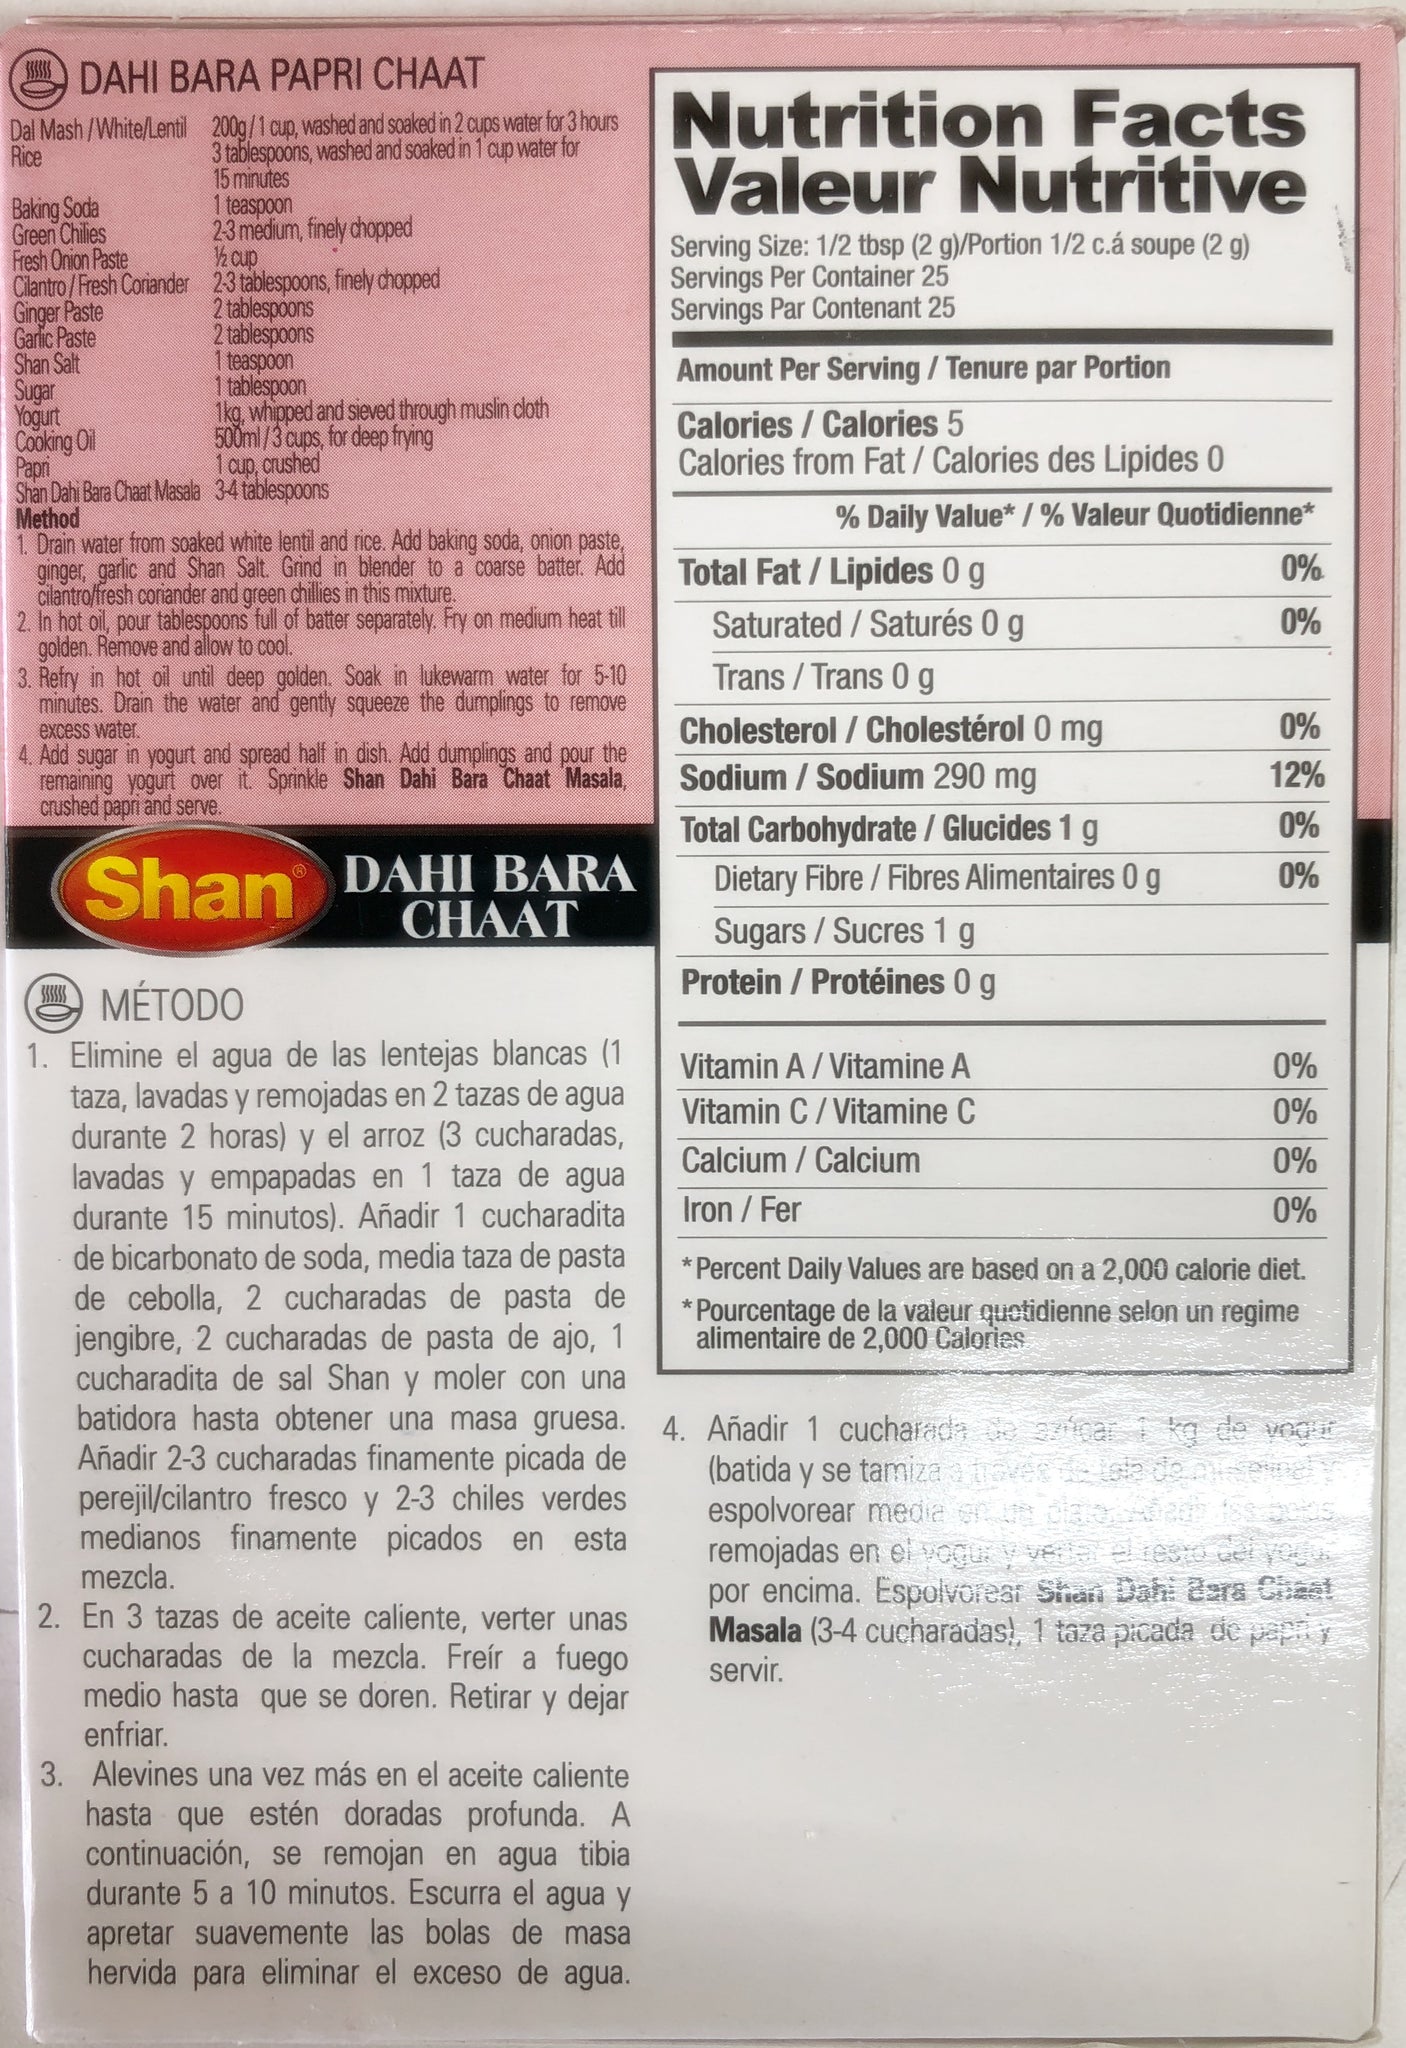 DAHI BARA PAPRI CHAAT
Dal Mash / White/Lentil 200g / 1 cup, washed and soaked in 2 cups water for 3 hours
Rice 3 tablespoons, washed and soaked in 1 cup water for
15 minutes
Baking Soda 1 teaspoon
Green Chilies 2-3 medium, finely chopped
Fresh Onion Paste ½ cup
Cilantro / Fresh Coriander 2-3 tablespoons, finely chopped
Ginger Paste 2 tablespoons
Garlic Paste 2 tablespoons
Shan Salt 1 teaspoon
Sugar 1 tablespoon
Yogurt 1kg, whipped and sieved through muslin cloth
Cooking Oil 500ml / 3 cups, for deep frying
Papri 1 cup, crushed
Shan Dahi Bara Chaat Masala 3-4 tablespoons
Method
1. Drain water from soaked white lentil and rice. Add baking soda, onion paste,
ginger, garlic and Shan Salt. Grind in blender to a coarse batter. Add
cilantro/fresh coriander and green chillies in this mixture.
2. In hot oil, pour tablespoons full of batter separately. Fry on medium heat till
golden. Remove and allow to cool.
3. Refry in hot oil until deep golden. Soak in lukewarm water for 5-10
minutes. Drain the water and gently squeeze the dumplings to remove
excess water.
4. Add sugar in yogurt and spread half in dish. Add dumplings and pour the
remaining yogurt over it. Sprinkle Shan Dahi Bara Chaat Masala,
crushed papri and serve.
Shan® DAHI BARA
CHAAT
MÉTODO
1. Elimine el agua de las lentejas blancas (1
taza, lavadas y remojadas en 2 tazas de agua
durante 2 horas) y el arroz (3 cucharadas,
lavadas y empapadas en 1 taza de agua
durante 15 minutos). Añadir 1 cucharadita
de bicarbonato de soda, media taza de pasta
de cebolla, 2 cucharadas de pasta de
jengibre, 2 cucharadas de pasta de ajo, 1
cucharadita de sal Shan y moler con una
batidora hasta obtener una masa gruesa.
Añadir 2-3 cucharadas finamente picada de
perejil/cilantro fresco y 2-3 chiles verdes
medianos finamente picados en esta
mezcla.
2. En 3 tazas de aceite caliente, verter unas
cucharadas de la mezcla. Freír a fuego
medio hasta que se doren. Retirar y dejar
enfriar.
3. Alevines una vez más en el aceite caliente
hasta que estén doradas profunda. A
continuación, se remojan en agua tibia
durante 5 a 10 minutos. Escurra el agua y
apretar suavemente las bolas de masa
hervida para eliminar el exceso de agua.
Nutrition Facts
Valeur Nutritive
Serving Size: 1/2 tbsp (2 g)/Portion 1/2 c.á soupe (2 g)
Servings Per Container 25
Servings Par Contenant 25
Amount Per Serving / Tenure par Portion
Calories / Calories 5
Calories from Fat / Calories des Lipides 0
% Daily Value* / % Valeur Quotidienne*
Total Fat / Lipides 0 g 0%
Saturated / Saturés 0 g 0%
Trans / Trans 0 g
Cholesterol / Cholestérol 0 mg 0%
Sodium / Sodium 290 mg 12%
Total Carbohydrate / Glucides 1 g 0%
Dietary Fibre / Fibres Alimentaires 0 g 0%
Sugars / Sucres 1 g
Protein / Protéines 0 g
Vitamin A / Vitamine A 0%
Vitamin C / Vitamine C 0%
Calcium / Calcium 0%
Iron / Fer 0%
*Percent Daily Values are based on a 2,000 calorie diet.
*Pourcentage de la valeur quotidienne selon un regime
alimentaire de 2,000 Calories
4. Añadir 1 cucharada de azúcar 1 kg de yogur
(batida y se tamiza a través de tela de
espolvorear media en un plato. Añadir las bolas
remojadas en el yogur y verter el resto del yogur
por encima. Espolvorear Shan Dahi Bara Chaat
Masala (3-4 cucharadas), 1 taza picada de papri y
servir.